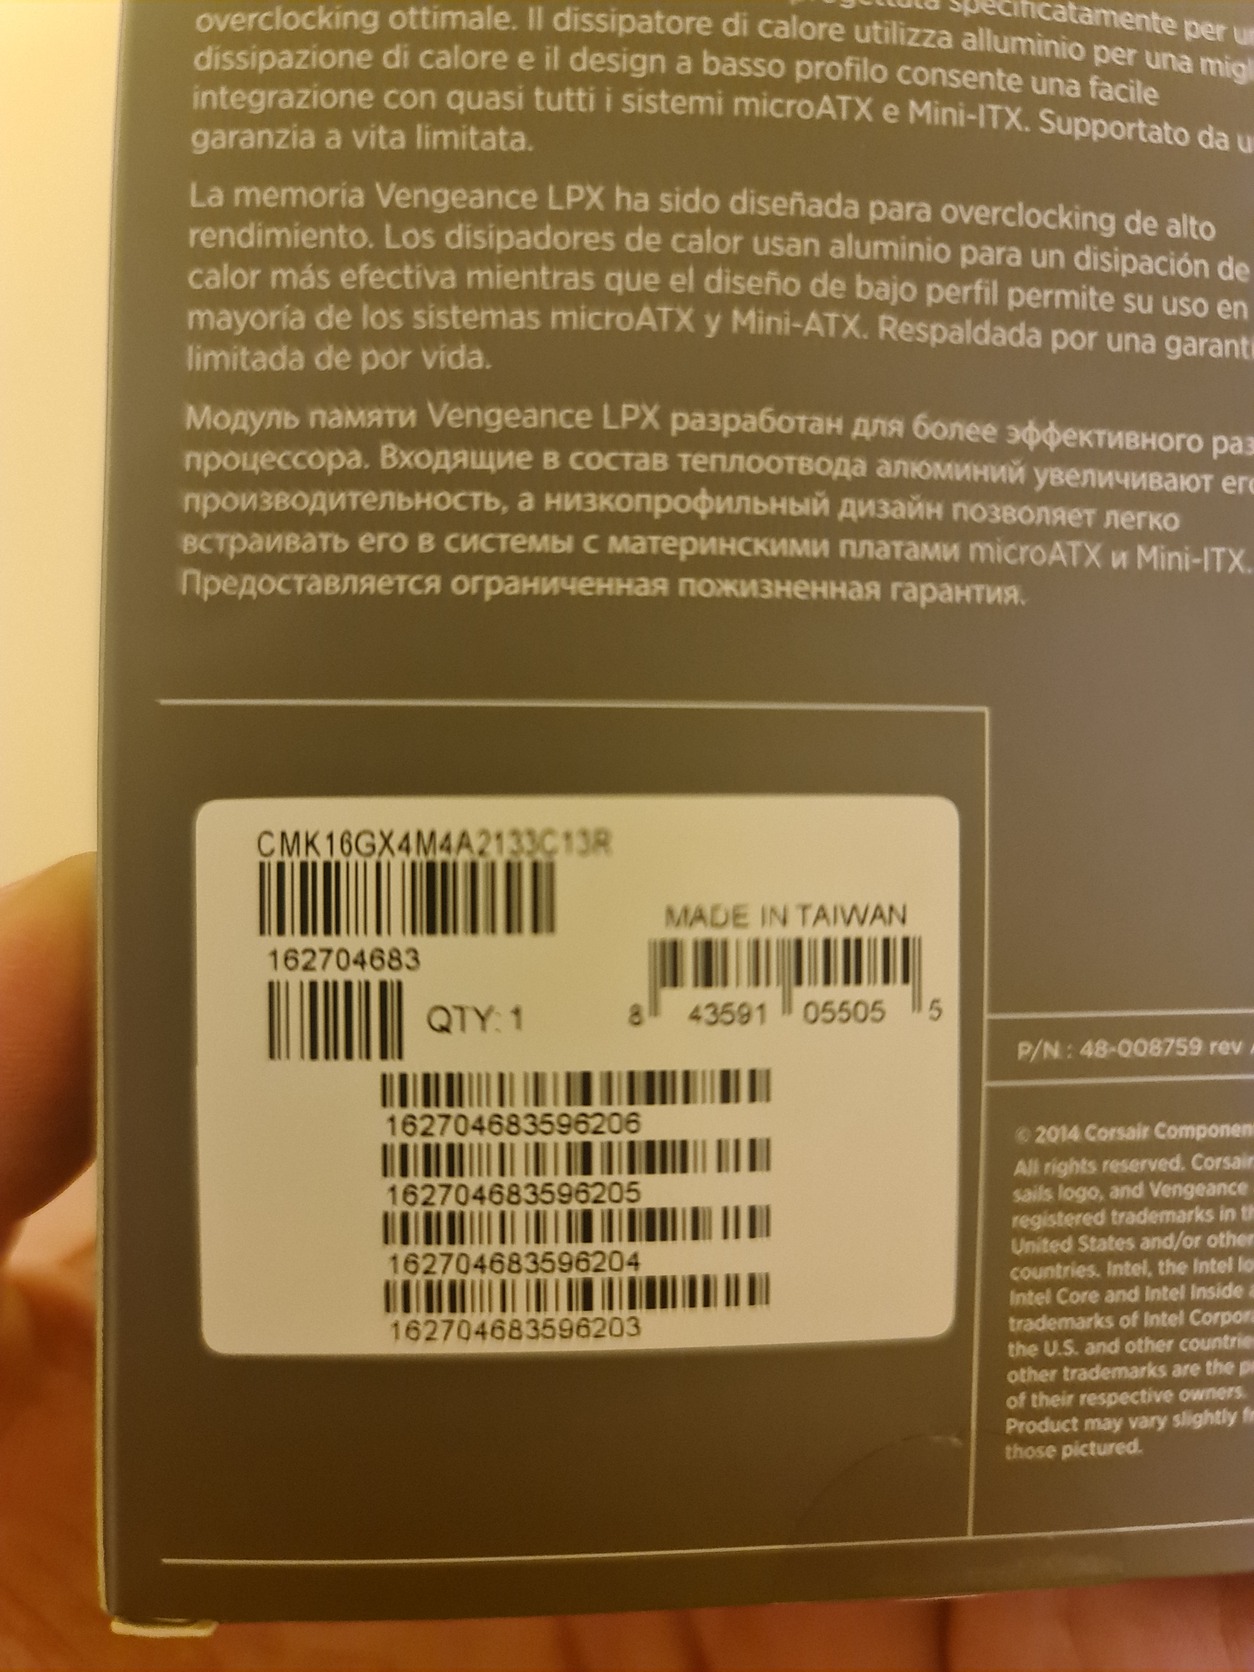 specificatamente per
overclocking ottimale. Il dissipatore di calore utilizza alluminio per una
dissipazione di calore e il design a basso profilo consente una facile
integrazione con quasi tutti i sistemi microATX e Mini-ITX. Supportato da
garanzia a vita limitata.
La memoria Vengeance LPX ha sido diseñada para overclocking de alto
rendimiento. Los disipadores de calor usan aluminio para un disipación de
calor más efectiva mientras que el diseño de bajo perfil permite su uso en
mayoría de los sistemas microATX y Mini-ATX. Respaldada por una
limitada de por vida.
Модуль памяти Vengeance LPX разработан для более эффективного
процессора. Входящие в состав теплоотвода алюминий увеличивают
производительность, а низкопрофильный дизайн позволяет легко
встраивать его в системы с материнскими платами microATX и Mini-ITX.
Предоставляется ограниченная пожизненная гарантия.
CMK16GX4M4A2133C13R
162704683
QTY: 1
MADE IN TAIWAN
8 43591 05505 5
162704683596206
162704683596205
162704683596204
162704683596203
P/N.: 48-008759 rev
© 2014 Corsair
All rights reserved. Corsair
sails logo, and Vengeance
registered trademarks in
United States and/or other
countries. Intel, the Intel
Intel Core and Intel Inside
trademarks of Intel
the U.S. and other
other trademarks are the
of their respective owners.
Product may vary slightly
those pictured.